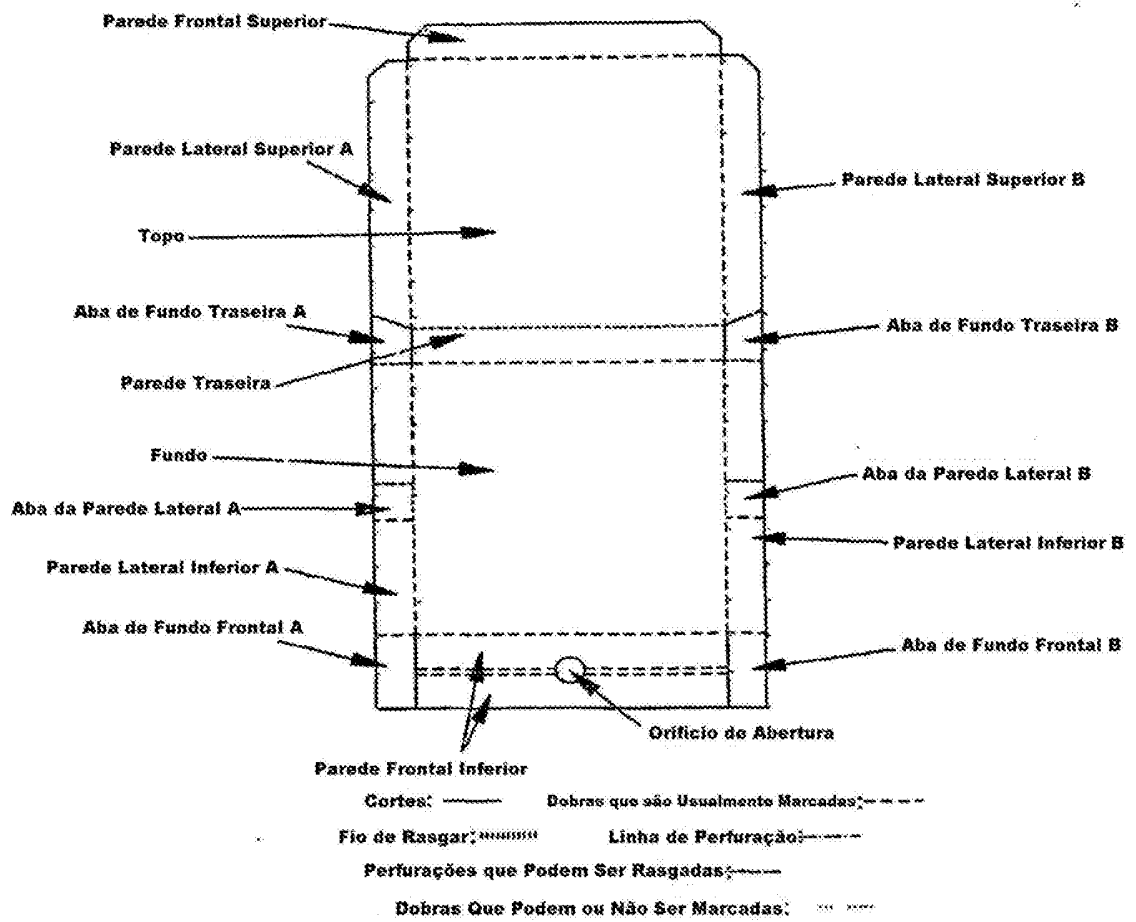 Parede Frontal Superior
Parede Lateral Superior A
Parede Lateral Superior B
Topo
Aba de Fundo Traseira A
Aba de Fundo Traseira B
Parede Traseira
Fundo
Aba da Parede Lateral B
Aba da Parede Lateral A
Parede Lateral Inferior B
Parede Lateral Inferior A
Aba de Fundo Frontal A
Aba de Fundo Frontal B
Orifício de Abertura
Parede Frontal Inferior
Cortes: Dobras que são Usualmente Marcadas:
Fio de Rasgar: Linha de Perfuração:
Perfurações que Podem Ser Rasgadas:
Dobras Que Podem ou Não Ser Marcadas: